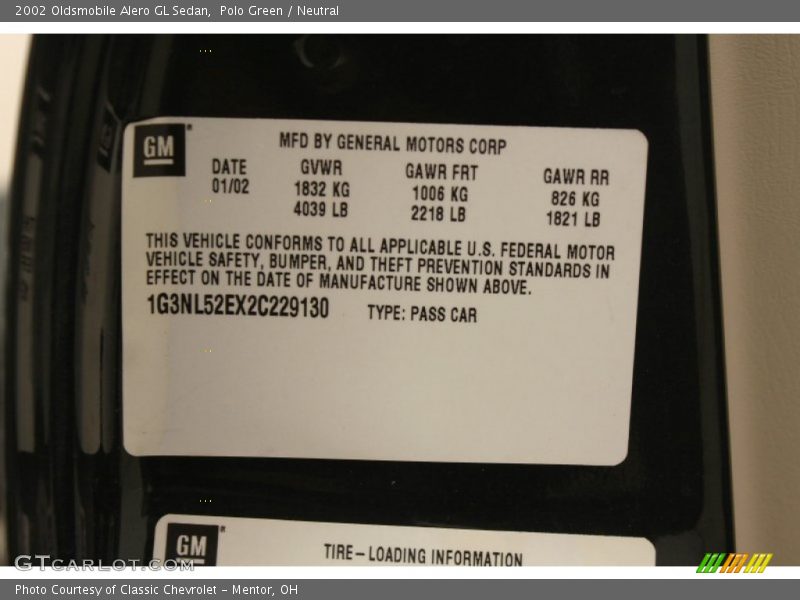 2002 Oldsmobile Alero GL Sedan,  Polo Green / Neutral
GM
MFD BY GENERAL MOTORS CORP
DATE GVWR GAWR FRT GAWR RR
01/02 1832 KG 1006 KG 826 KG
4039 LB 2218 LB 1821 LB
THIS VEHICLE CONFORMS TO ALL APPLICABLE U.S. FEDERAL MOTOR
VEHICLE SAFETY, BUMPER, AND THEFT PREVENTION STANDARDS IN
EFFECT ON THE DATE OF MANUFACTURE SHOWN ABOVE.
1G3NL52EX2C229130 TYPE: PASS CAR
GM
TIRE-LOADING INFORMATION
GTcarlot.com
Photo Courtesy of Classic Chevrolet - Mentor, OH